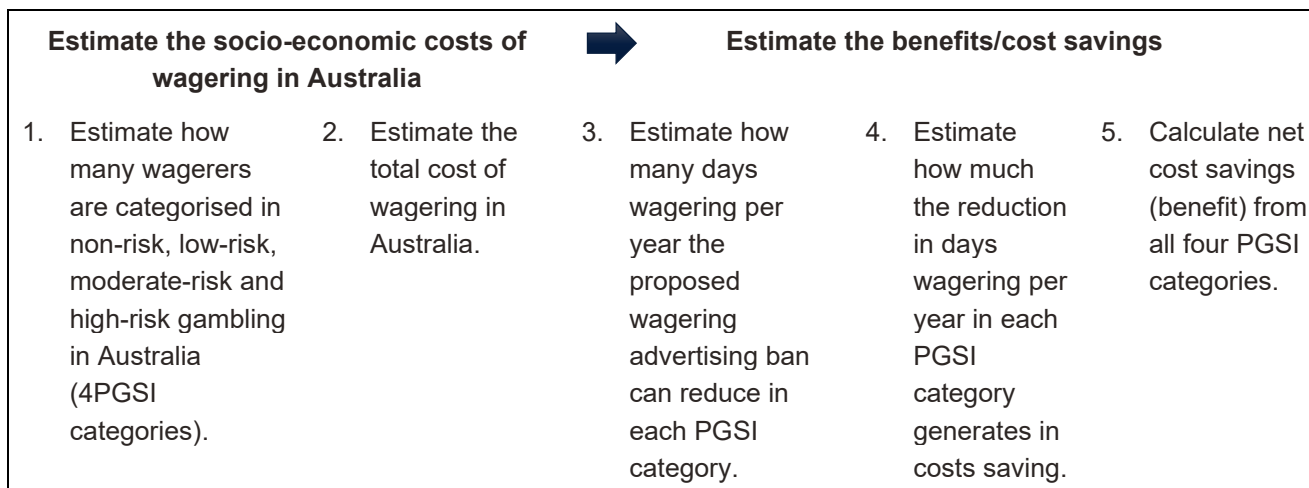 Estimate the socio-economic costs of
wagering in Australia
Estimate the benefits/cost savings
1. Estimate how
many wagerers
are categorised in
non-risk, low-risk,
moderate-risk and
high-risk gambling
in Australia
(4PGSI
categories).
2. Estimate the
total cost of
wagering in
Australia.
3. Estimate how
many days
wagering per
year the
proposed
wagering
advertising ban
can reduce in
each PGSI
category.
4. Estimate
how much
the reduction
in days
wagering per
year in each
PGSI
category
generates in
costs saving.
5. Calculate net
cost savings
(benefit) from
all four PGSI
categories.